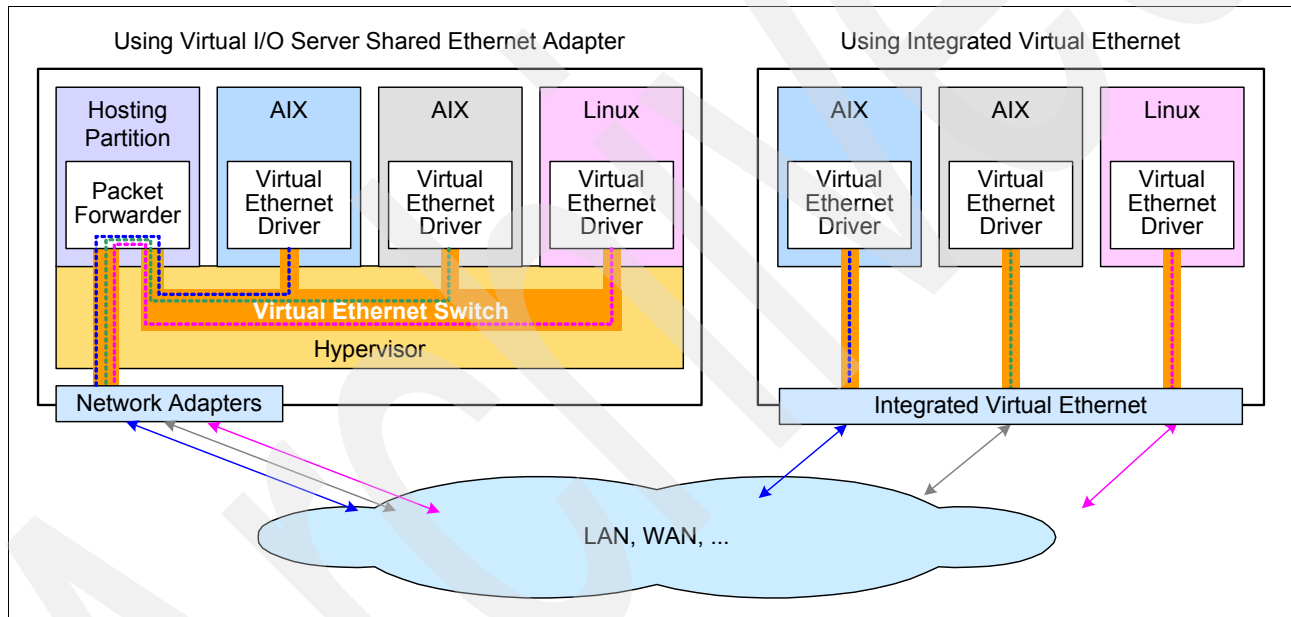 Using Virtual I/O Server Shared Ethernet Adapter
Using Integrated Virtual Ethernet
Hosting
Partition
AIX
AIX
Linux
Packet
Forwarder
Virtual
Ethernet
Driver
Virtual
Ethernet
Driver
Virtual
Ethernet
Driver
Virtual Ethernet Switch
Hypervisor
Network Adapters
AIX
AIX
Linux
Virtual
Ethernet
Driver
Virtual
Ethernet
Driver
Virtual
Ethernet
Driver
Integrated Virtual Ethernet
LAN, WAN, ...